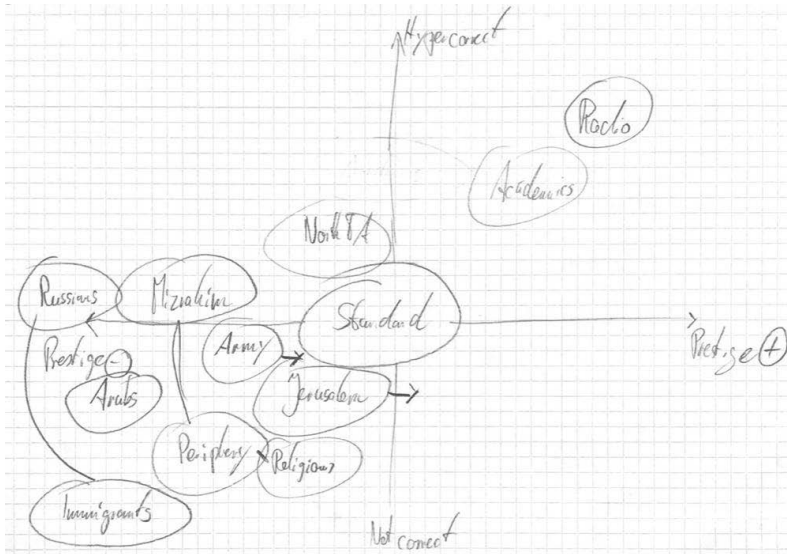 Hypercorrect
Radio
Academics
North TA
Russians
Mizrahim
Standard
Army
Prestige +
Prestige -
Arabs
Jerusalem
Periphery
Religious
Immigrants
Not correct